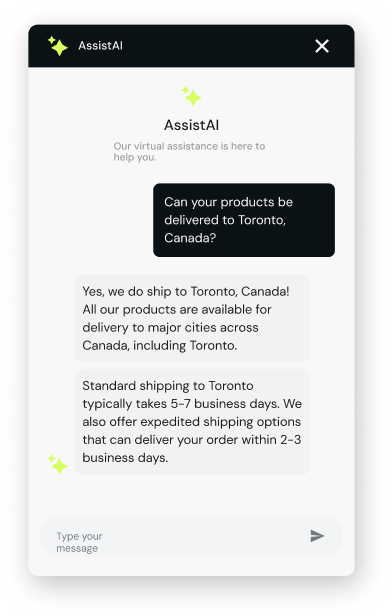 AssistAI
AssistAI
Our virtual assistance is here to
help you.
Can your products be
delivered to Toronto,
Canada?
Yes, we do ship to Toronto, Canada!
All our products are available for
delivery to major cities across
Canada, including Toronto.
Standard shipping to Toronto
typically takes 5-7 business days. We
also offer expedited shipping options
that can deliver your order within 2-3
business days.
Type your
message